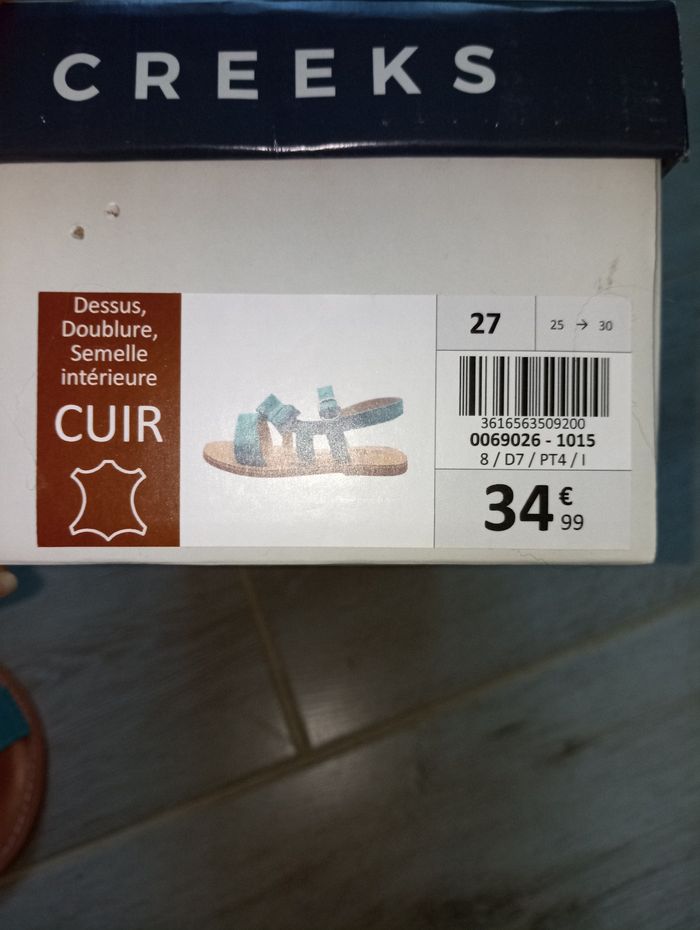 CREEKS
Dessus,
Doublure,
Semelle
intérieure
CUIR
27
25 → 30
3616563509200
0069026 - 1015
8 / D7 / PT4 / I
34€99